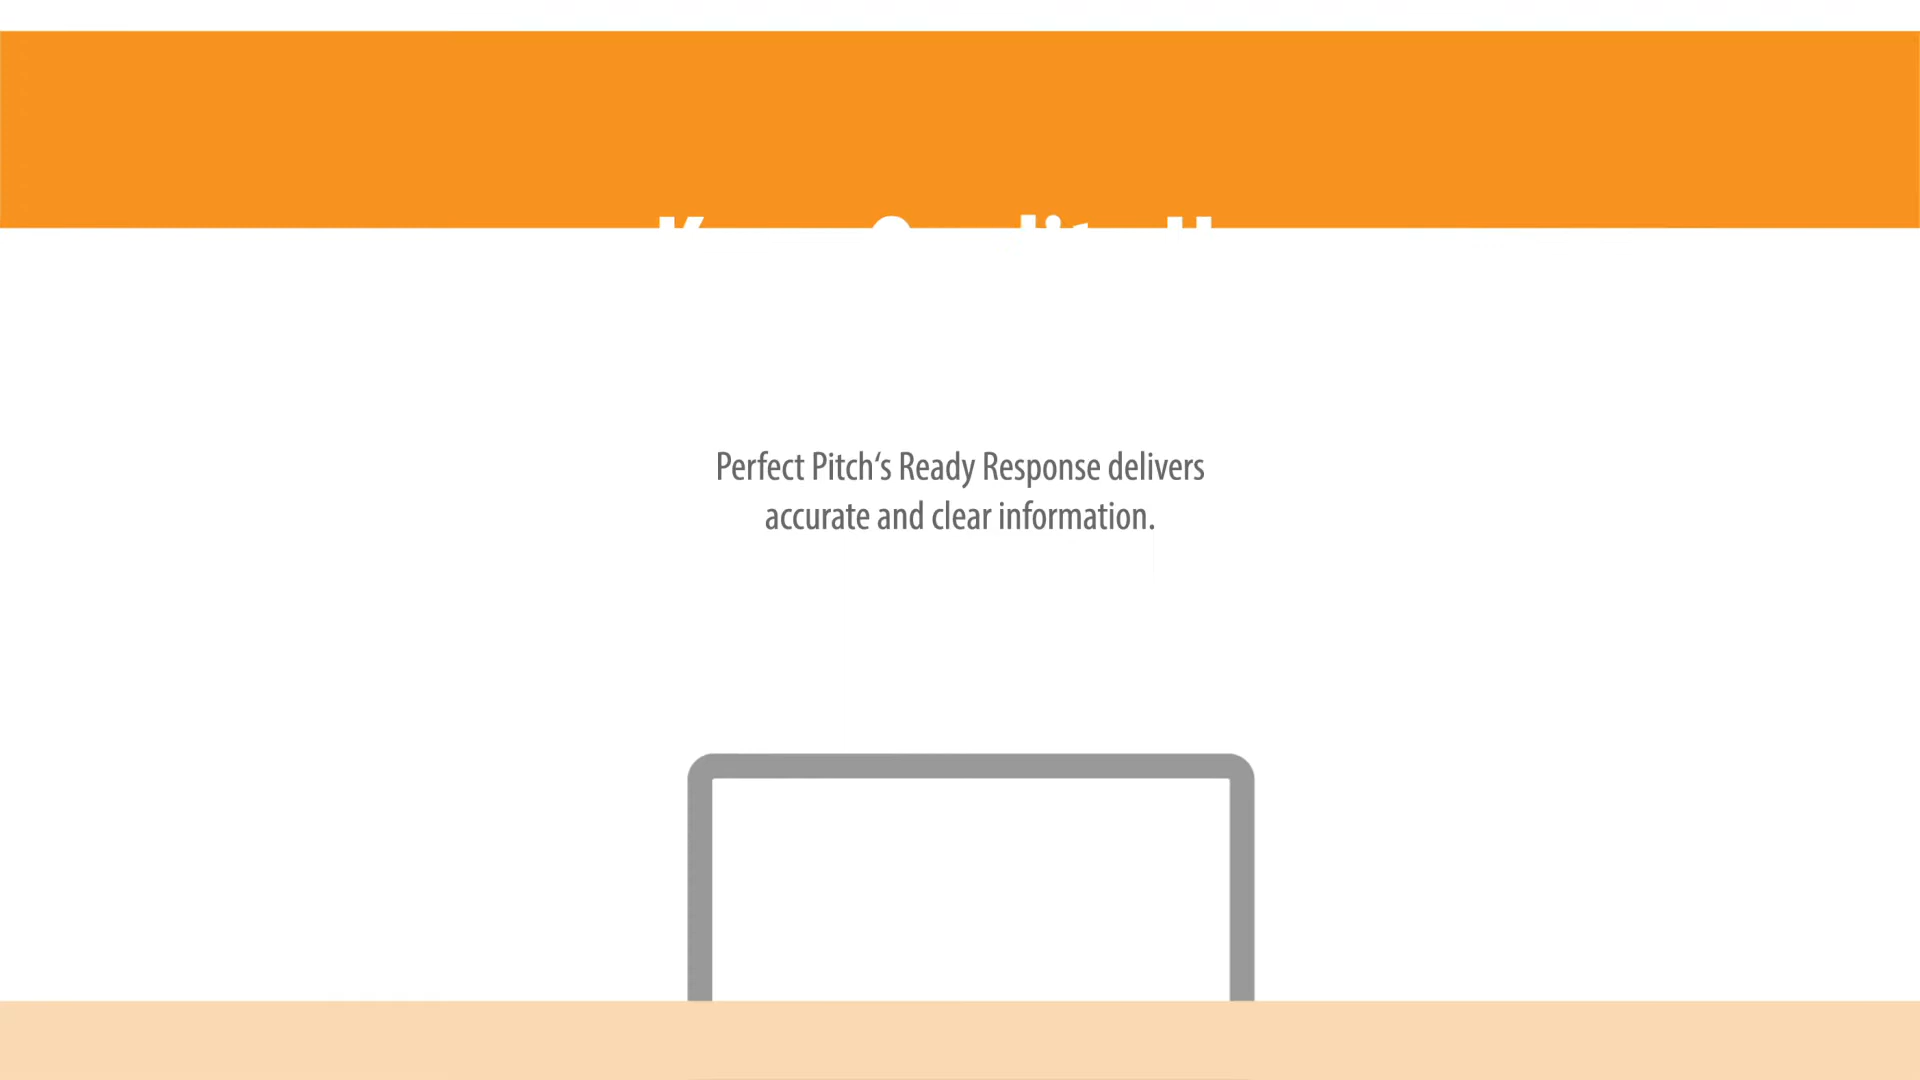 Perfect Pitch‘s Ready Response delivers
accurate and clear information.